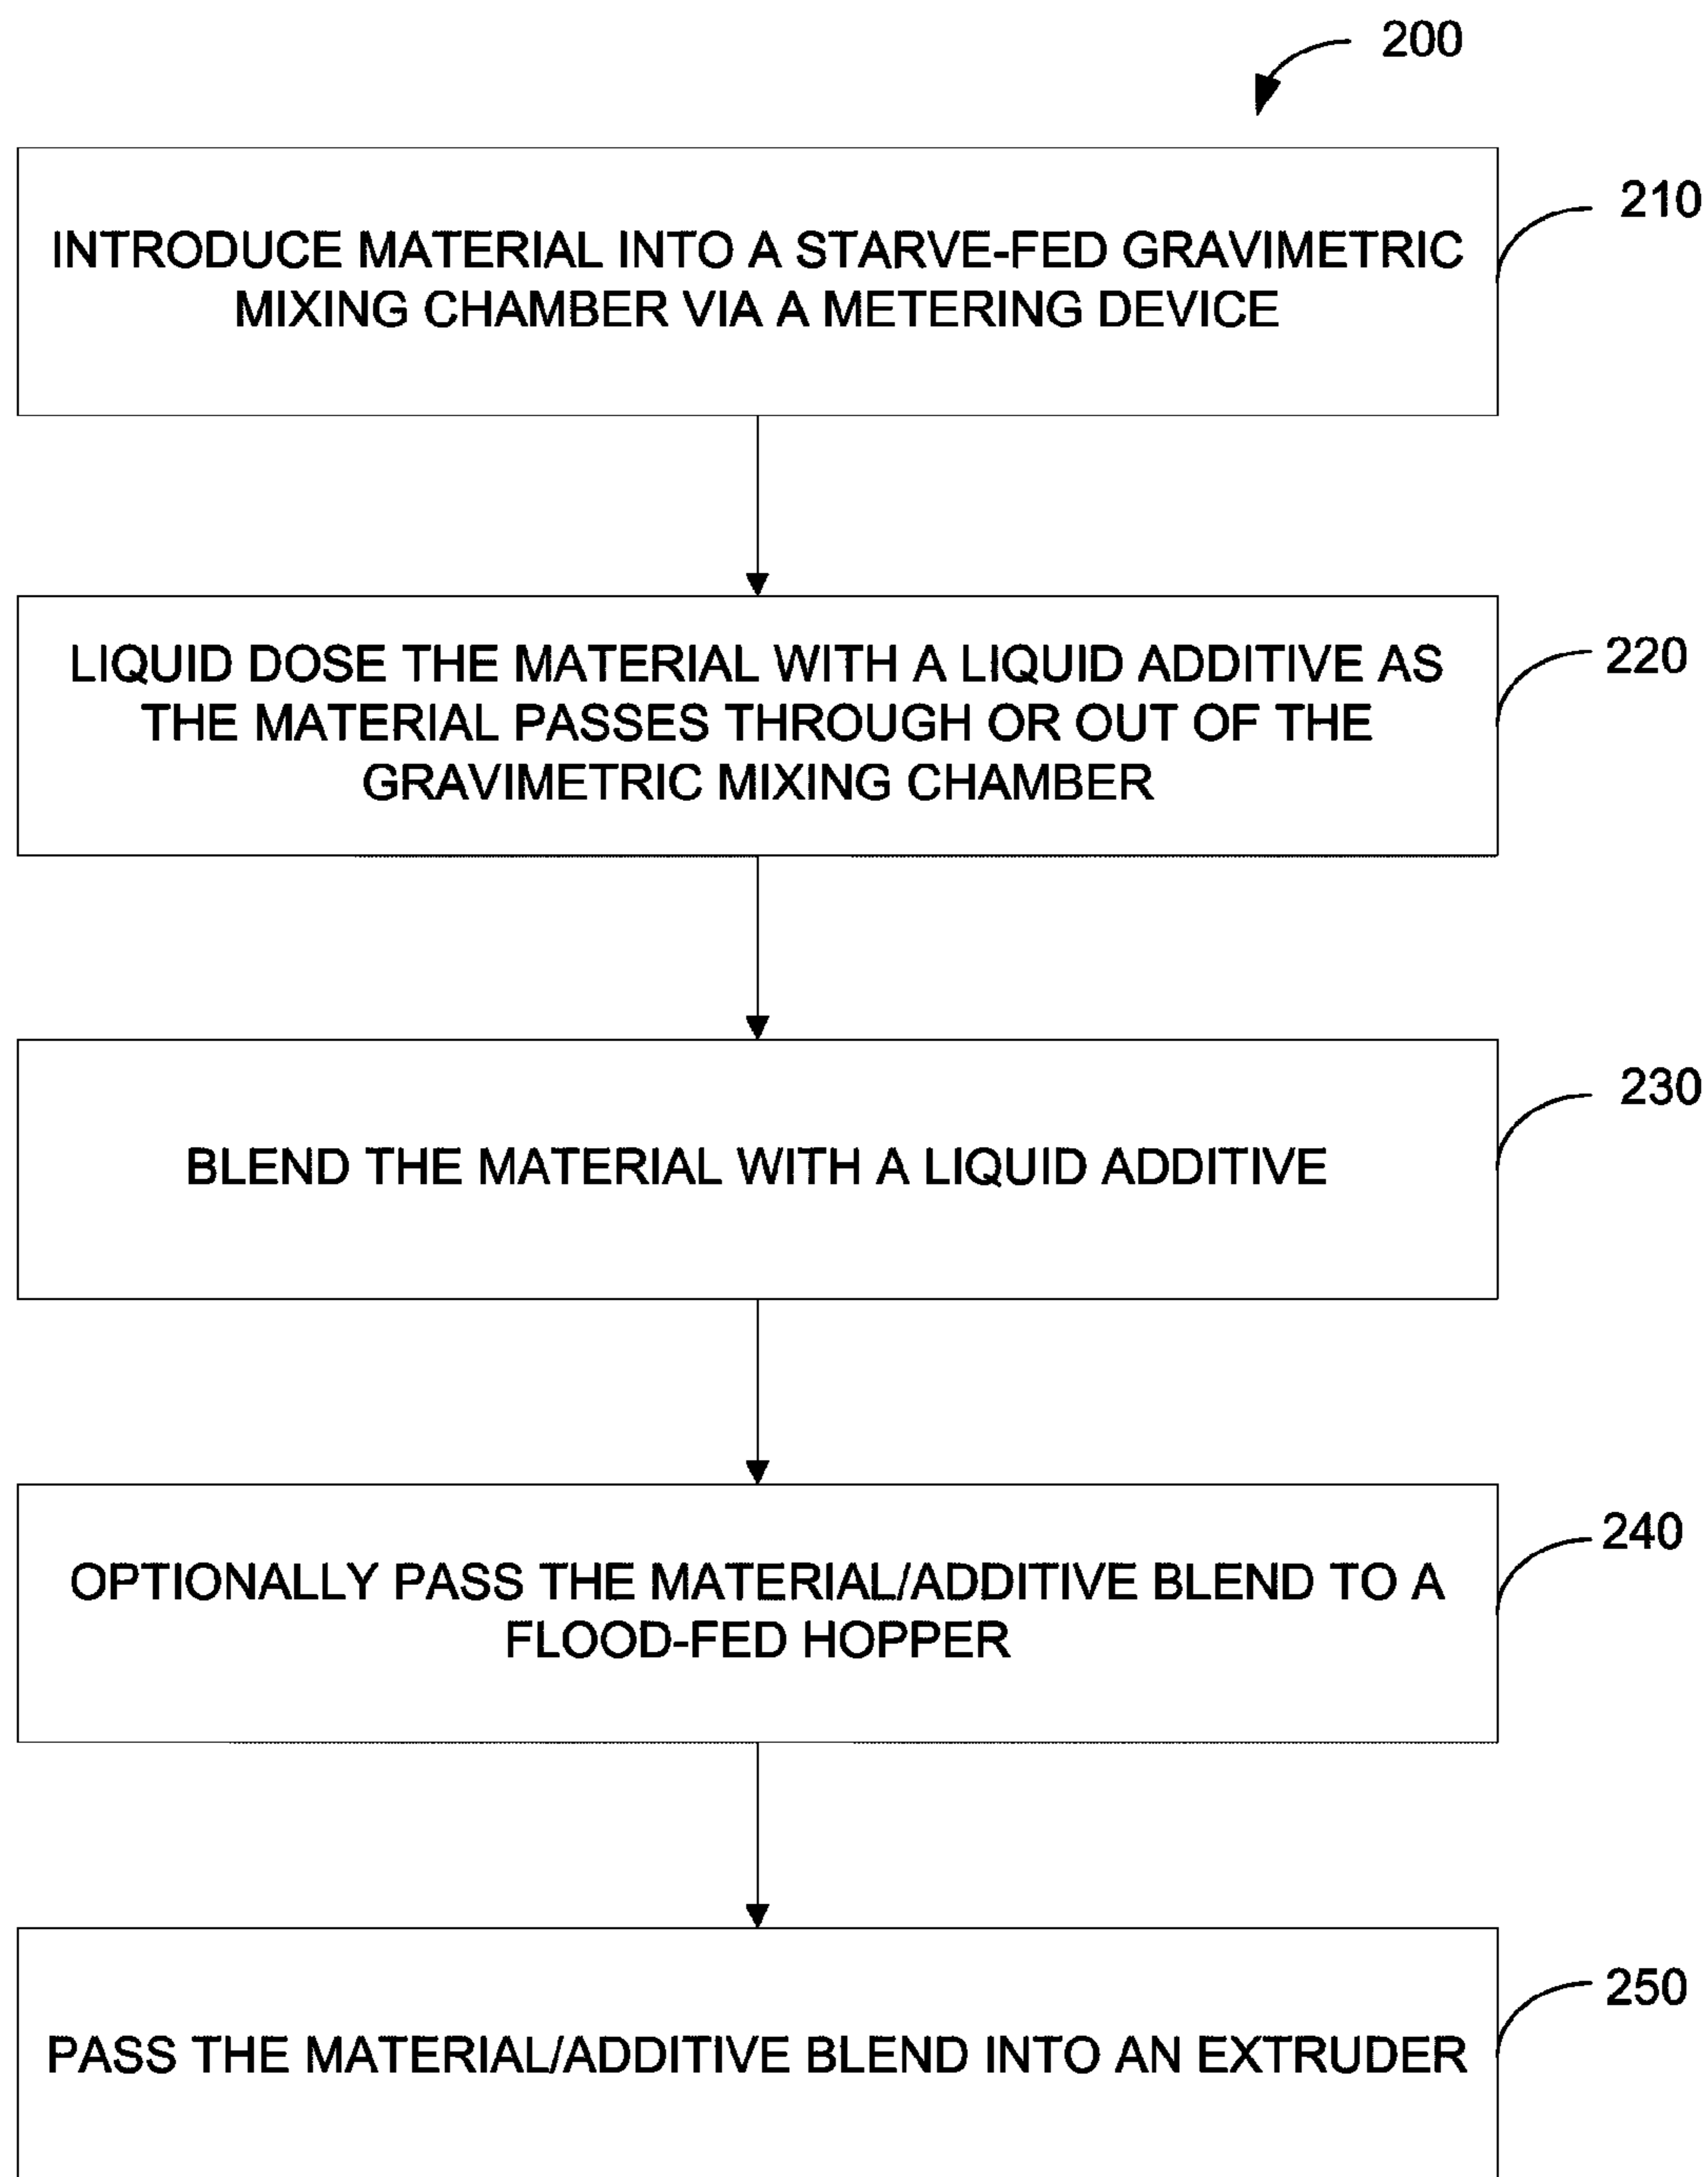 200
210
INTRODUCE MATERIAL INTO A STARVE-FED GRAVIMETRIC
MIXING CHAMBER VIA A METERING DEVICE
220
LIQUID DOSE THE MATERIAL WITH A LIQUID ADDITIVE AS
THE MATERIAL PASSES THROUGH OR OUT OF THE
GRAVIMETRIC MIXING CHAMBER
230
BLEND THE MATERIAL WITH A LIQUID ADDITIVE
240
OPTIONALLY PASS THE MATERIAL/ADDITIVE BLEND TO A
FLOOD-FED HOPPER
250
PASS THE MATERIAL/ADDITIVE BLEND INTO AN EXTRUDER